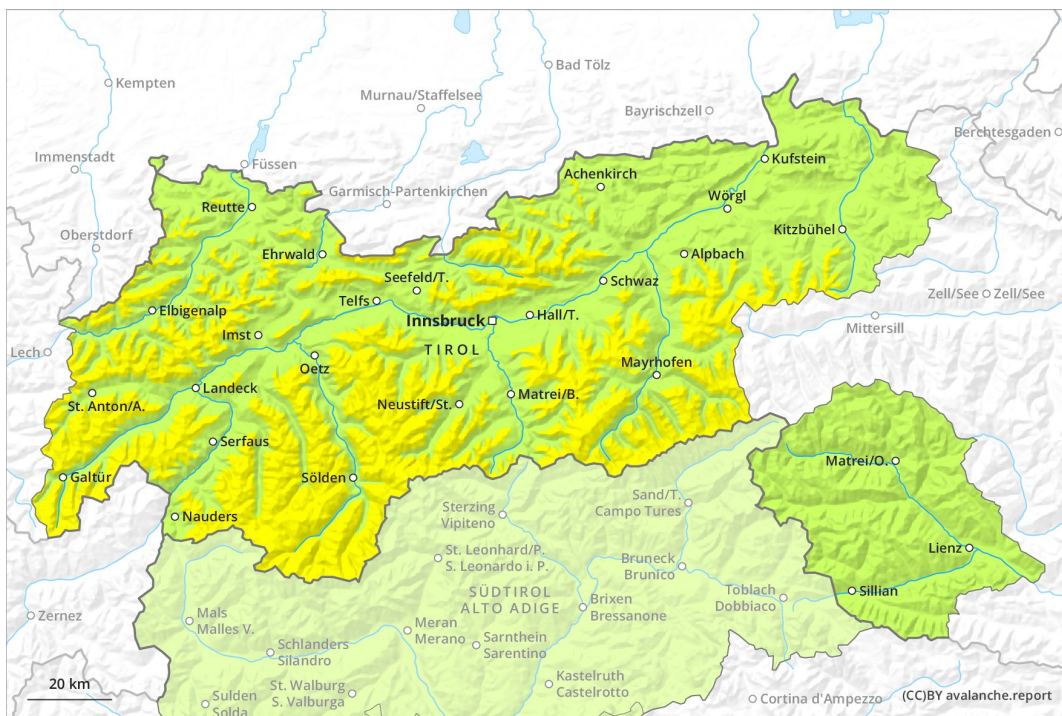 Kempten
Bad Tölz
Murnau/Staffelsee
Bayrischzell
Berchtesgaden
Immenstadt
Füssen
Kufstein
Garmisch-Partenkirchen
Achenkirch
Reutte
Wörgl
Oberstdorf
Kitzbühel
Ehrwald
Alpbach
Seefeld/T.
Schwaz
Telfs
Zell/See
Zell/See
Elbigenalp
Innsbruck
Hall/T.
Mittersill
Imst
Lech
TIROL
Oetz
Mayrhofen
Landeck
St. Anton/A.
Neustift/St.
Matrei/B.
Serfaus
Matrei/O.
Galtür
Sölden
Sand/T.
Campo Tures
Sterzing
Vipiteno
Nauders
Lienz
St. Leonhard/P.
S. Leonardo i. P.
Bruneck
Brunico
SÜDTIROL
ALTO ADIGE
Toblach
Dobbiaco
Sillian
Zernez
Mals
Malles V.
Brixen
Bressanone
Meran
Merano
Schlanders
Silandro
Sarnthein
Sarentino
20 km
St. Walburg
S. Valburga
Kastelruth
Castelrotto
Sulden
Solda
Cortina d'Ampezzo
(CC)BY avalanche.report